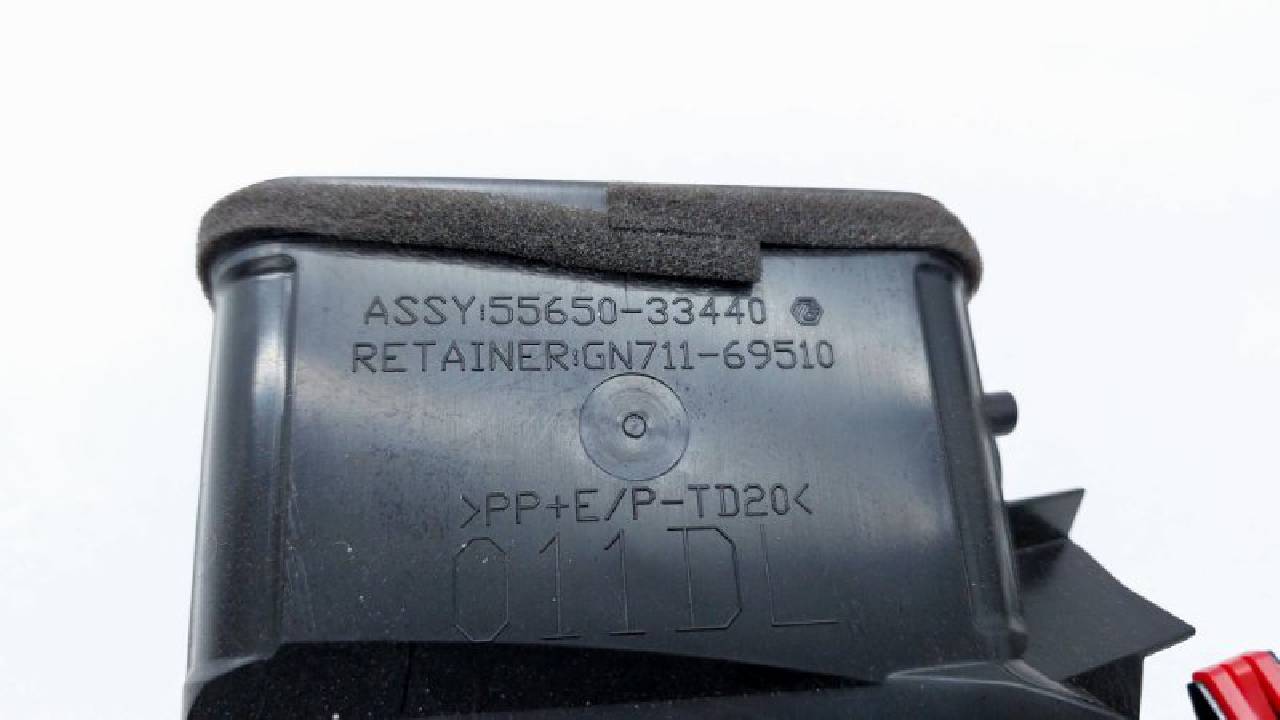 ASSY:55650-33440
RETAINER:GN711-69510
>PP+E/P-TD20<
011DL